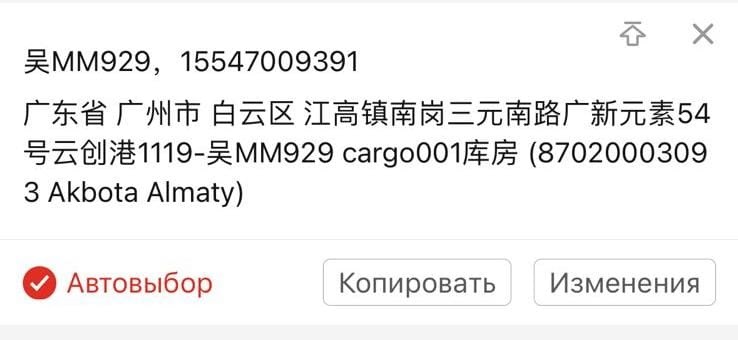 吴MM929，15547009391
广东省 广州市 白云区 江高镇南岗三元南路广新元素54
号云创港1119-吴MM929 cargo001库房 (8702000309
3 Akbota Almaty)
Автовыбор
Копировать
Изменения